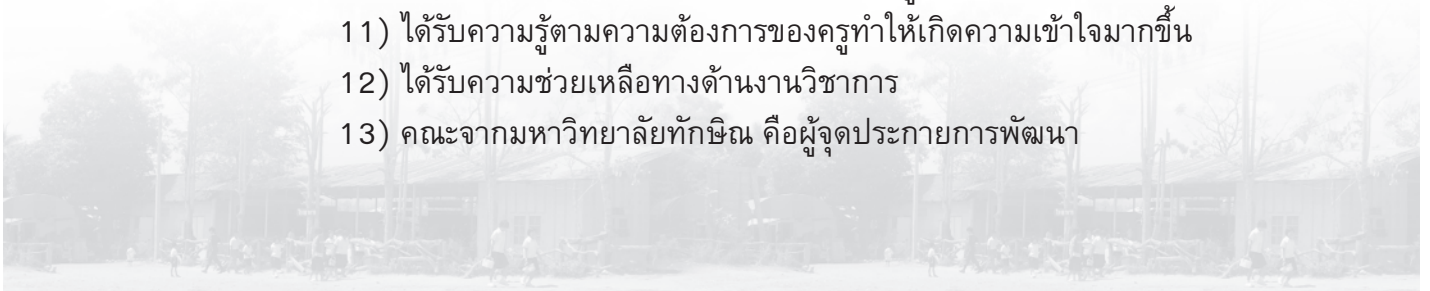 11) ได้รับความรู้ตามความต้องการของครูทำให้เกิดความเข้าใจมากขึ้น
12) ได้รับความช่วยเหลือทางด้านงานวิชาการ
13) คณะจากมหาวิทยาลัยทักษิณ คือผู้จุดประกายการพัฒนา